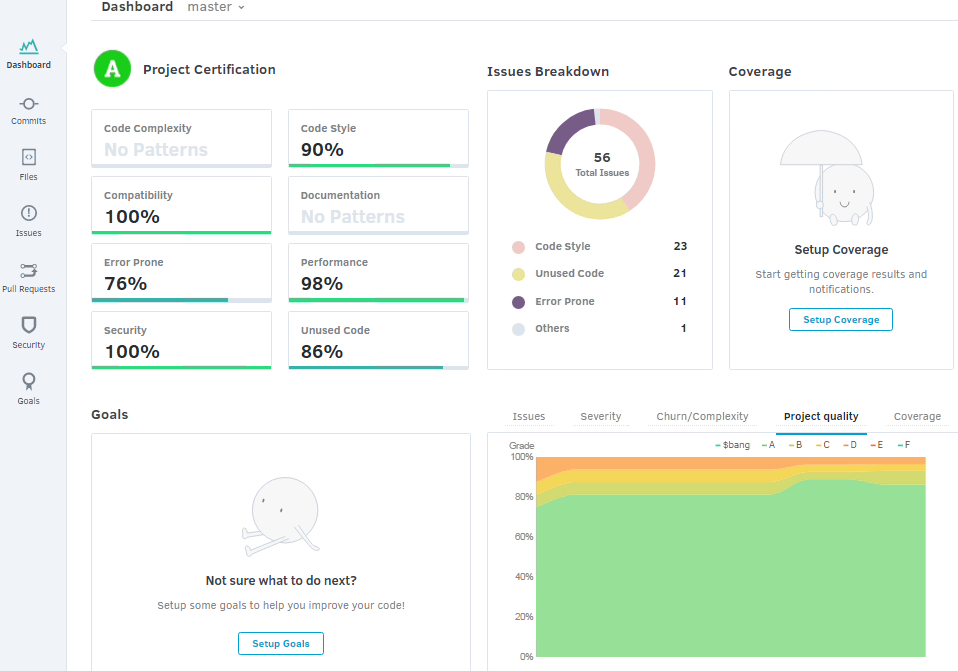 Dashboard master
Dashboard
Commits
Files
Issues
Pull Requests
Security
Goals
A Project Certification
Code Complexity
No Patterns
Code Style
90%
Compatibility
100%
Documentation
No Patterns
Error Prone
76%
Performance
98%
Security
100%
Unused Code
86%
Issues Breakdown
56
Total Issues
Code Style 23
Unused Code 21
Error Prone 11
Others 1
Coverage
Setup Coverage
Start getting coverage results and
notifications.
Setup Coverage
Goals
Not sure what to do next?
Setup some goals to help you improve your code!
Setup Goals
Issues Severity Churn/Complexity Project quality Coverage
Grade
$bang A B C D E F
100%
80%
60%
40%
20%
0%